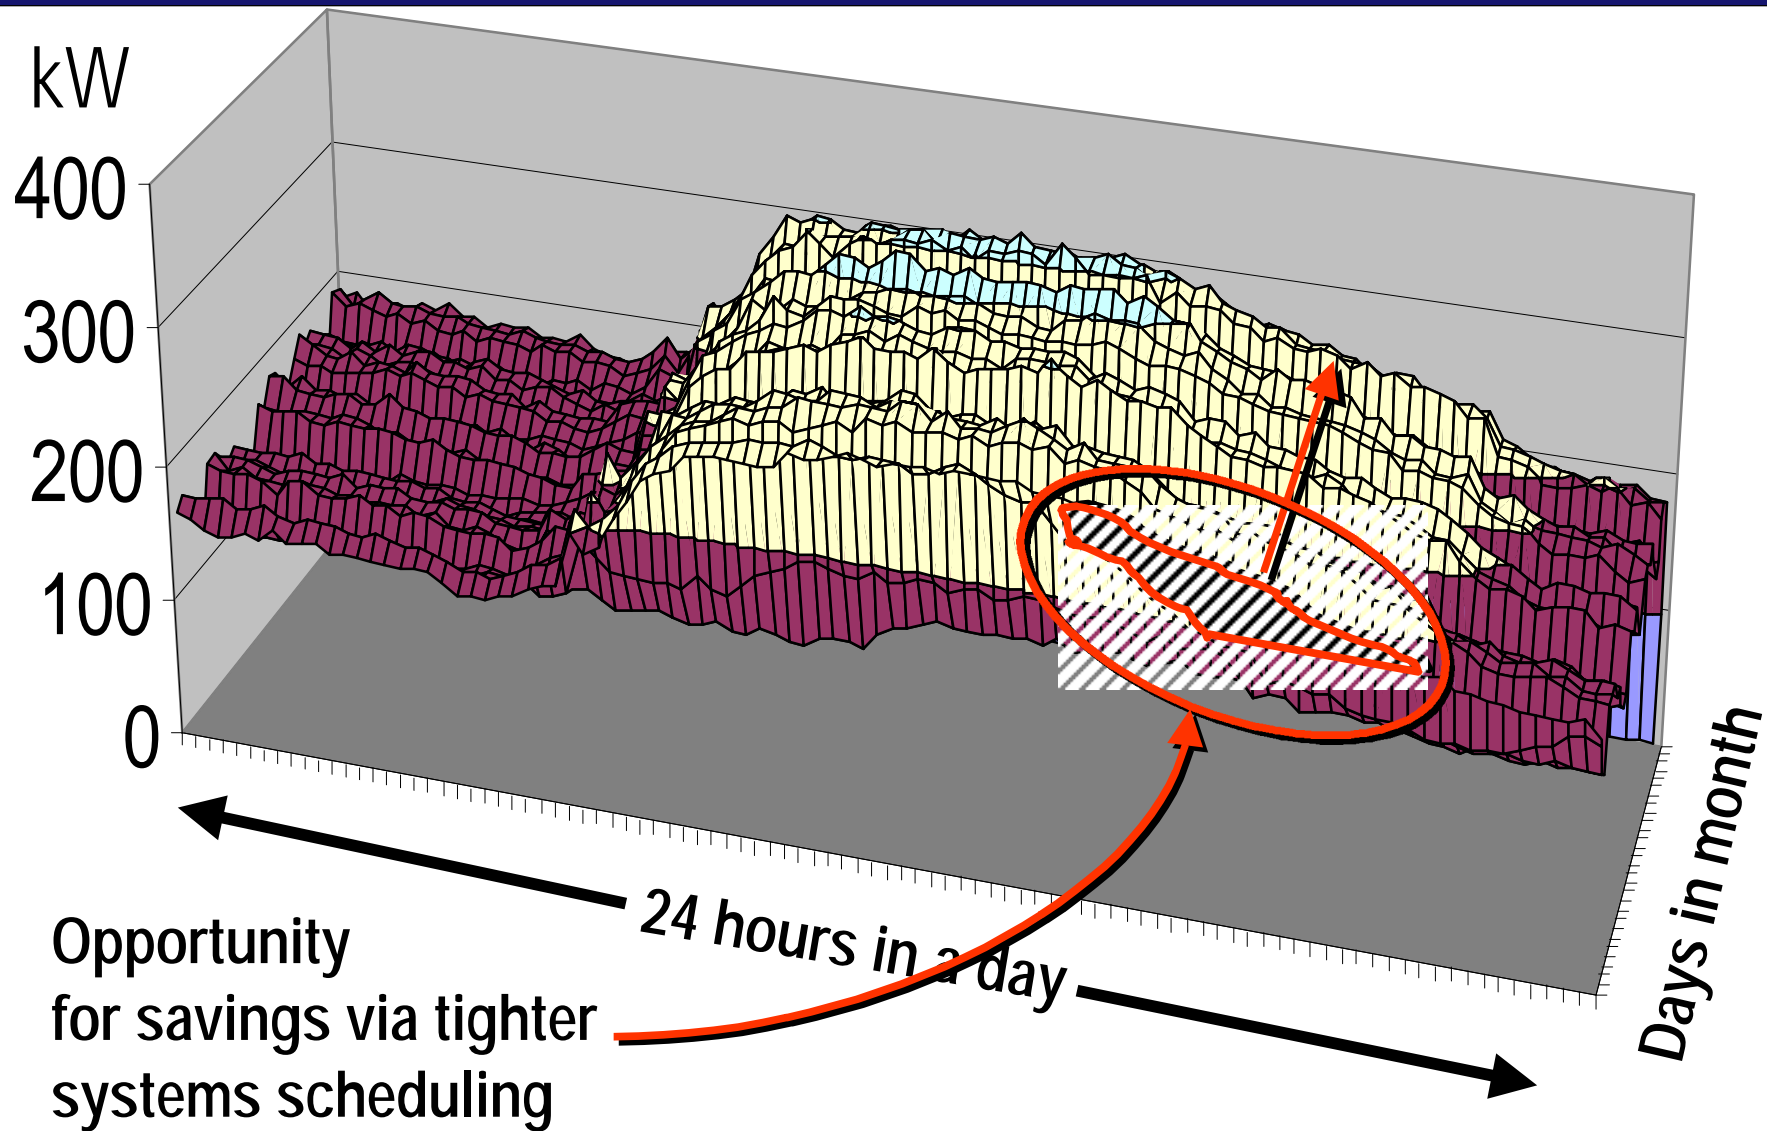 kW
400
300
200
100
0
24 hours in a day
Days in month
Opportunity
for savings via tighter
systems scheduling